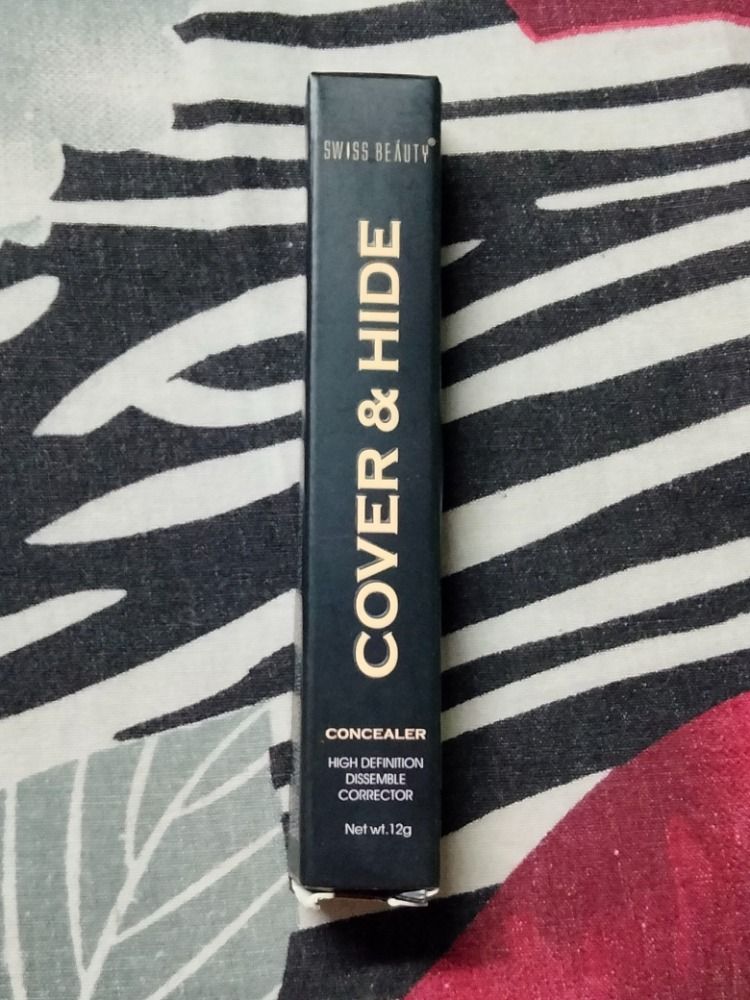 SWISS BEAUTY®
COVER & HIDE
CONCEALER
HIGH DEFINITION
DISSEMBLE
CORRECTOR
Net wt.12g